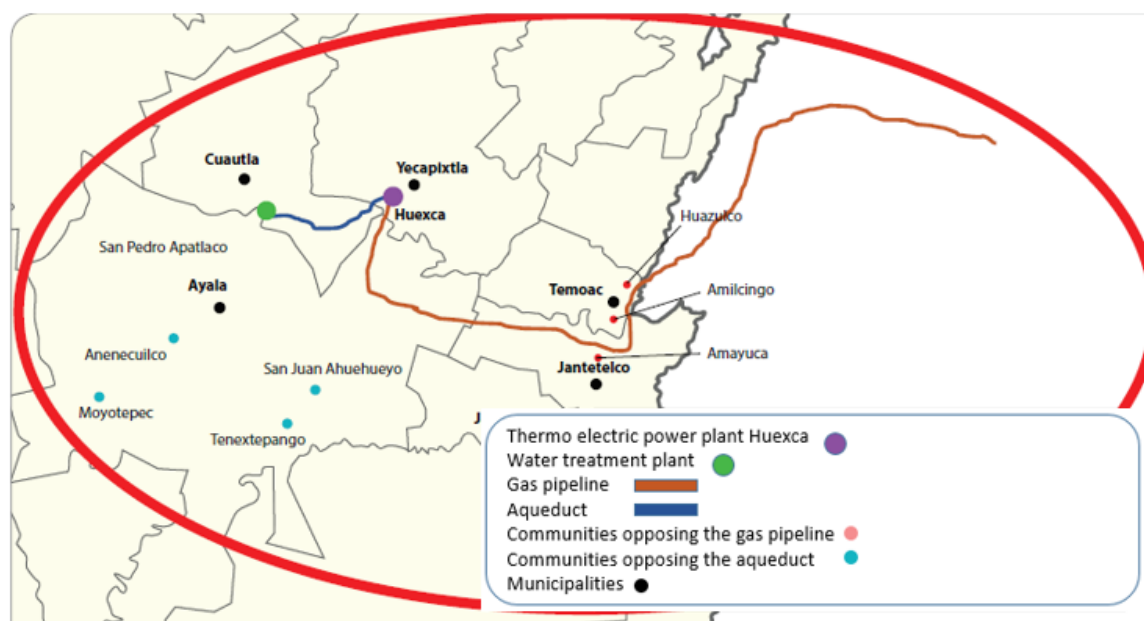 Cuautla
Yecapixtla
Huexca
Huazulco
San Pedro Apatlaco
Ayala
Temoac
Amilcingo
Anenecuilco
Amayuca
San Juan Ahuehueyo
Jantetelco
Moyotepec
J
Tenextepango
Thermo electric power plant Huexca
Water treatment plant
Gas pipeline
Aqueduct
Communities opposing the gas pipeline
Communities opposing the aqueduct
Municipalities